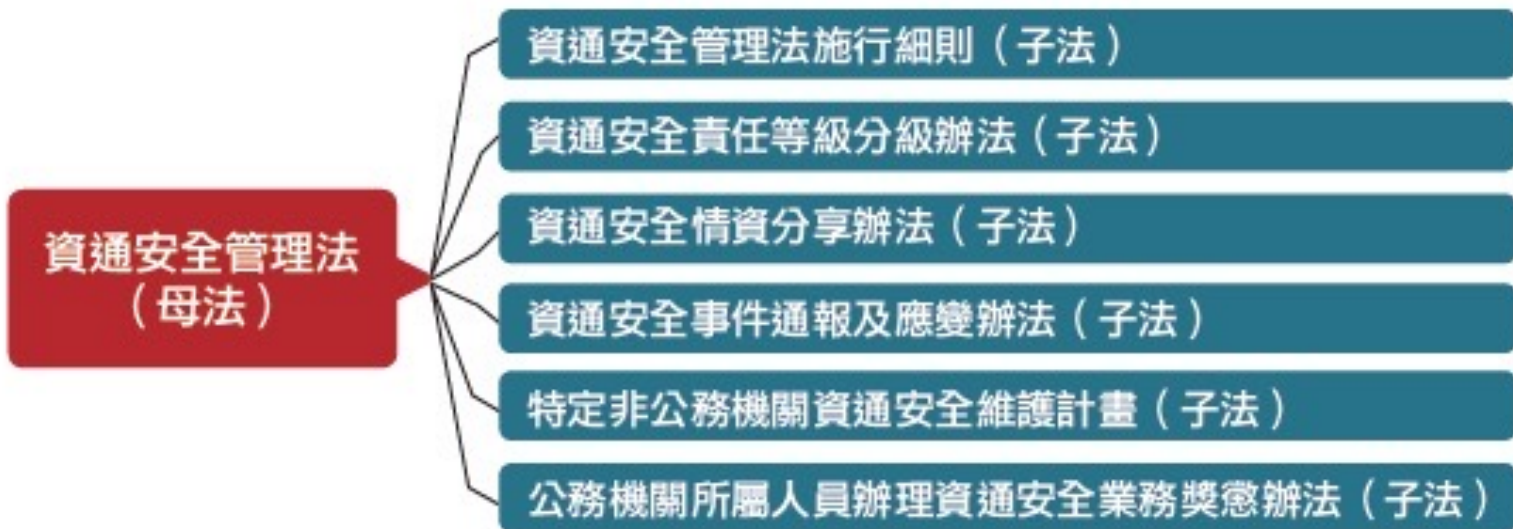 資通安全管理法
（母法）
資通安全管理法施行細則（子法）
資通安全責任等級分級辦法（子法）
資通安全情資分享辦法（子法）
資通安全事件通報及應變辦法（子法）
特定非公務機關資通安全維護計畫（子法）
公務機關所屬人員辦理資通安全業務獎懲辦法（子法）